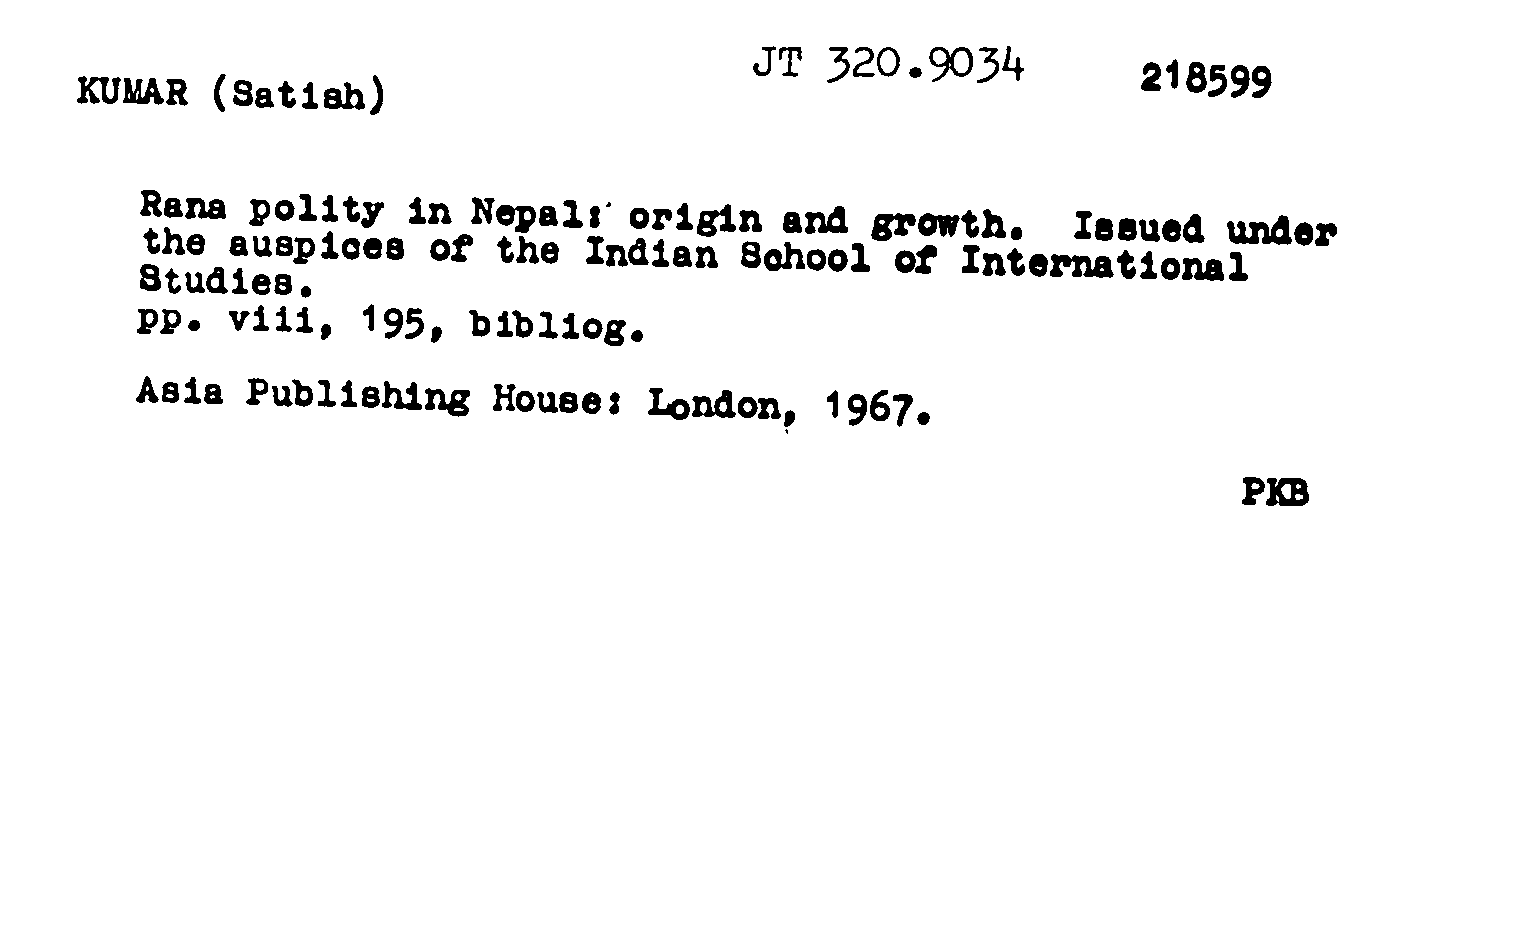 JT 320.9034 218599
KUMAR (Satish)
Rana polity in Nepal: origin and growth. Issued under
the auspices of the Indian School of International
Studies.
pp. viii, 195, bibliog.
Asia Publishing House: London, 1967.
PKB